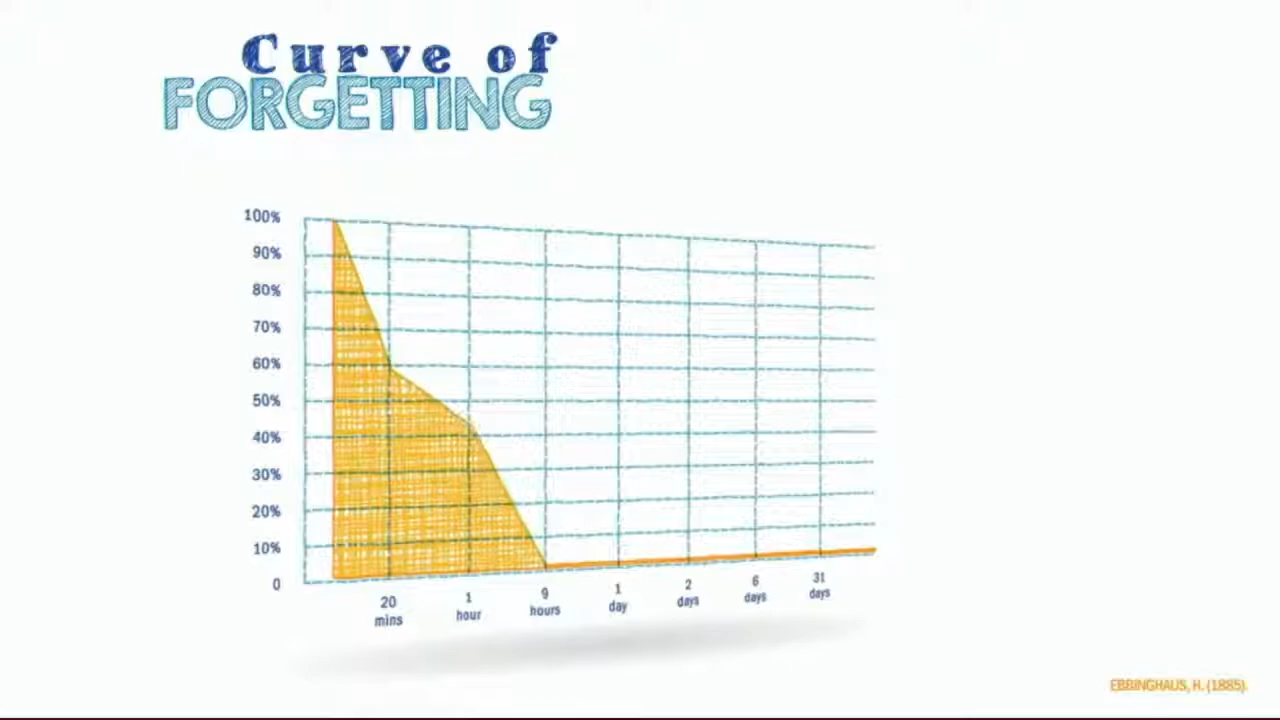 Curve of
FORGETTING
100%
90%
80%
70%
60%
50%
40%
30%
20%
10%
0
20 mins
1 hour
9 hours
1 day
2 days
6 days
31 days
EBBINGHAUS, H. (1885).